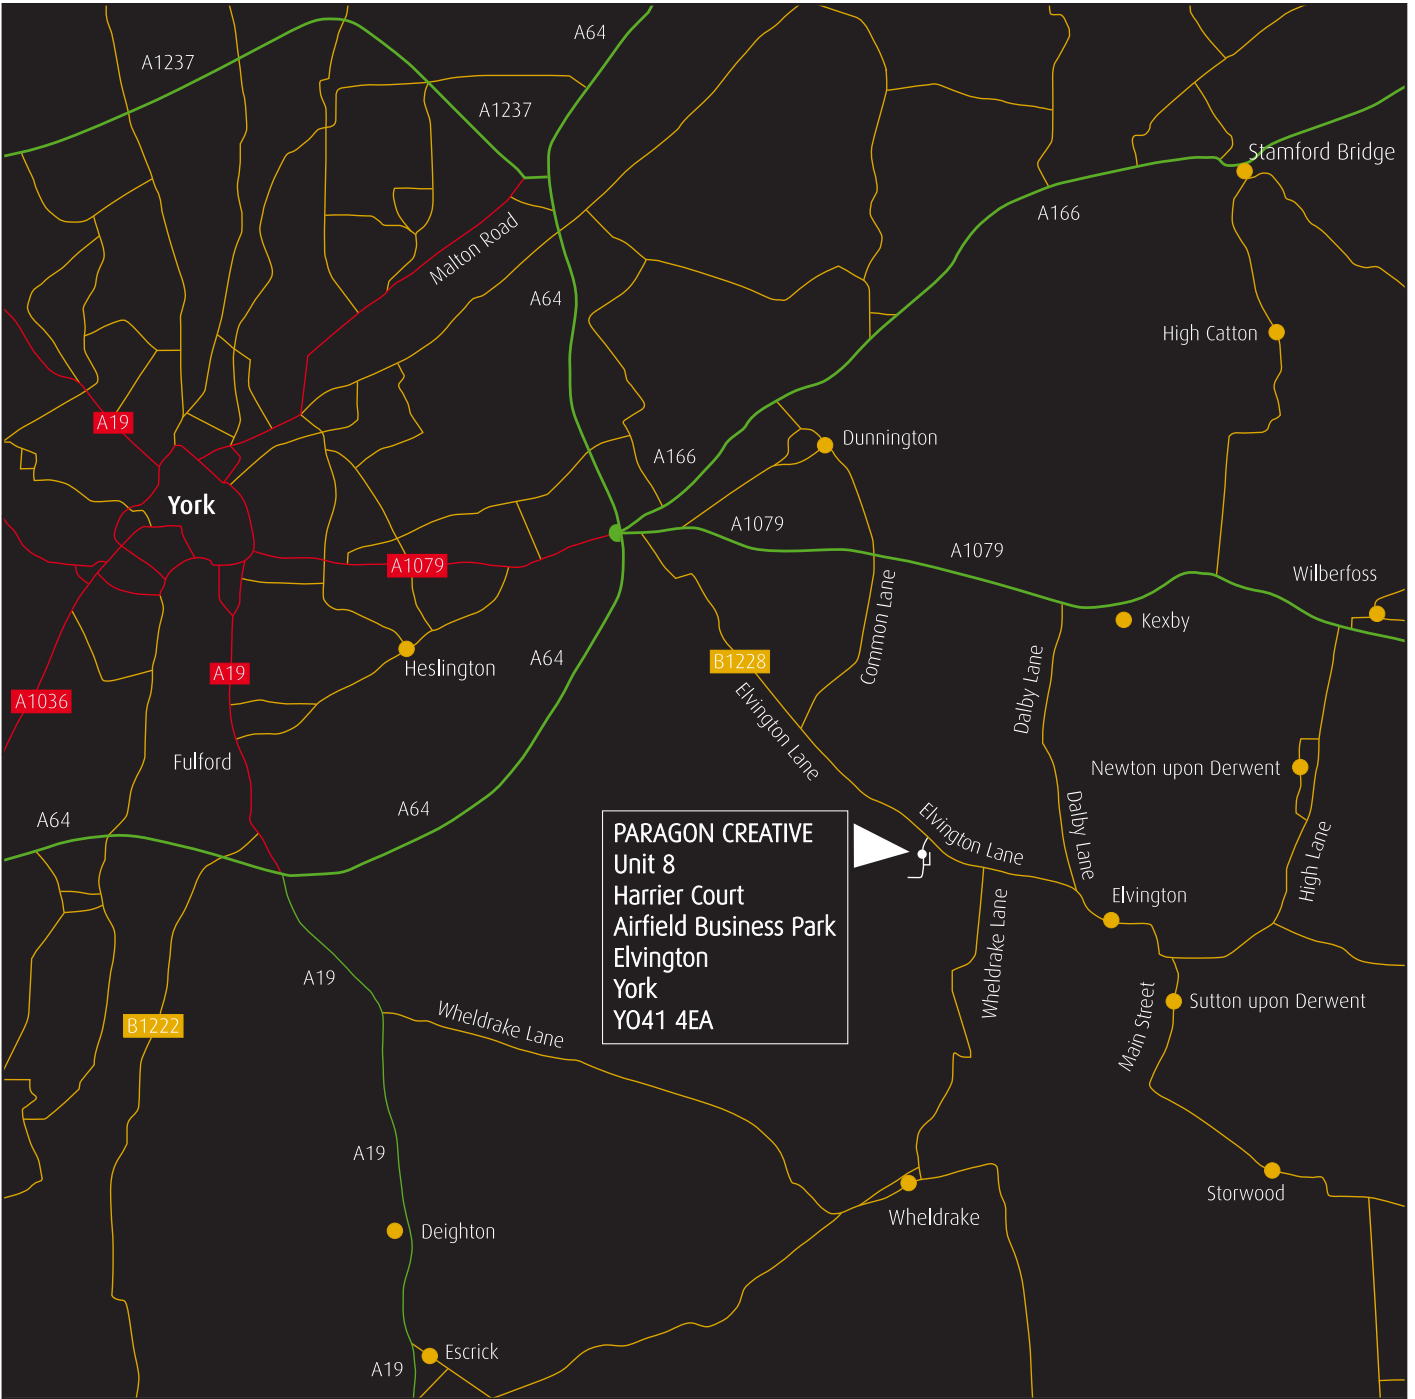 A64
A1237
A1237
Stamford Bridge
A166
Malton Road
A64
High Catton
A19
Dunnington
A166
York
A1079
A1079
A1079
Wilberfoss
Common Lane
Kexby
B1228
Heslington
A64
Dalby Lane
A19
A1036
Elvington Lane
Fulford
Newton upon Derwent
A64
A64
Dalby Lane
Elvington Lane
High Lane
PARAGON CREATIVE
Unit 8
Harrier Court
Airfield Business Park
Elvington
York
YO41 4EA
Elvington
Wheldrake Lane
A19
Sutton upon Derwent
Main Street
B1222
Wheldrake Lane
A19
Storwood
Wheldrake
Deighton
Escrick
A19